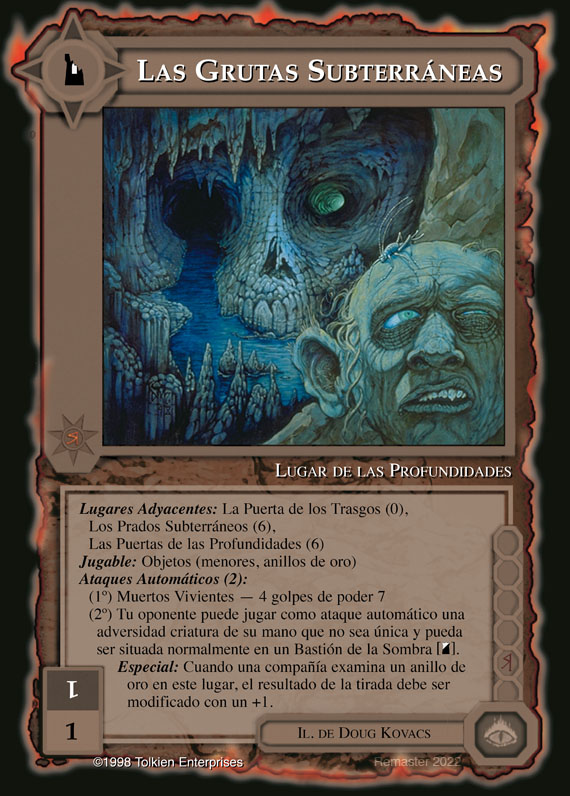 Las Grutas Subterráneas
Lugar de las Profundidades
Lugares Adyacentes: La Puerta de los Trasgos (0),
Los Prados Subterráneos (6),
Las Puertas de las Profundidades (6)
Jugable: Objetos (menores, anillos de oro)
Ataques Automáticos (2):
(1º) Muertos Vivientes — 4 golpes de poder 7
(2º) Tu oponente puede jugar como ataque automático una
adversidad criatura de su mano que no sea única y pueda
ser situada normalmente en un Bastión de la Sombra [].
Especial: Cuando una compañía examina un anillo de
oro en este lugar, el resultado de la tirada debe ser
modificado con un +1.
1
1
Il. de Doug Kovacs
©1998 Tolkien Enterprises
Remaster 2022